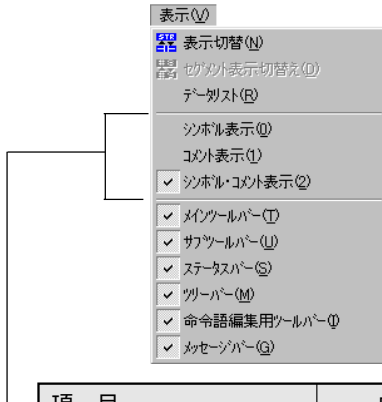 表示(V)
表示切替(N)
ｾｸﾞﾒﾝﾄ表示切替え(D)
ﾃﾞｰﾀﾘｽﾄ(R)
ｼﾝﾎﾞﾙ表示(0)
ｺﾒﾝﾄ表示(1)
ｼﾝﾎﾞﾙ･ｺﾒﾝﾄ表示(2)
ﾒｲﾝﾂｰﾙﾊﾞｰ(T)
ｻﾌﾞﾂｰﾙﾊﾞｰ(U)
ｽﾃｰﾀｽﾊﾞｰ(S)
ﾂﾘｰﾊﾞｰ(M)
命令語編集用ﾂｰﾙﾊﾞｰ(I)
ﾒｯｾｰｼﾞﾊﾞｰ(G)
項　目